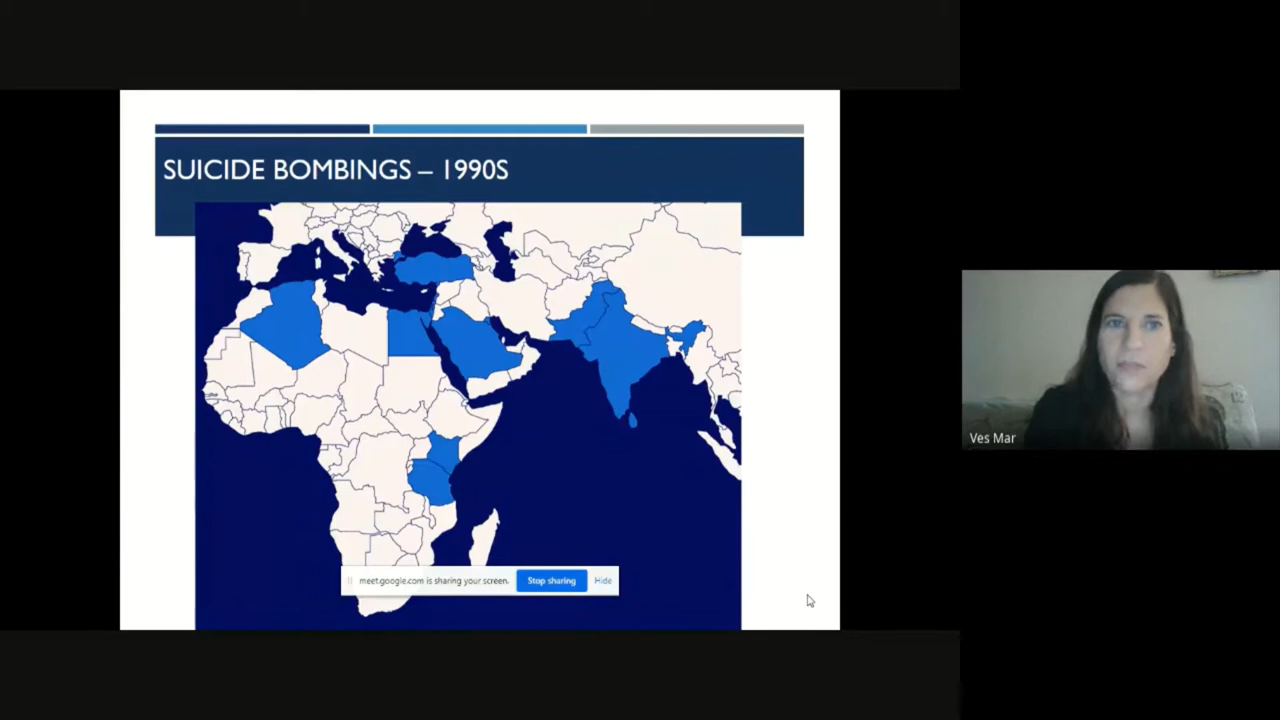 SUICIDE BOMBINGS – 1990S
meet.google.com is sharing your screen.
Stop sharing
Hide
Ves Mar